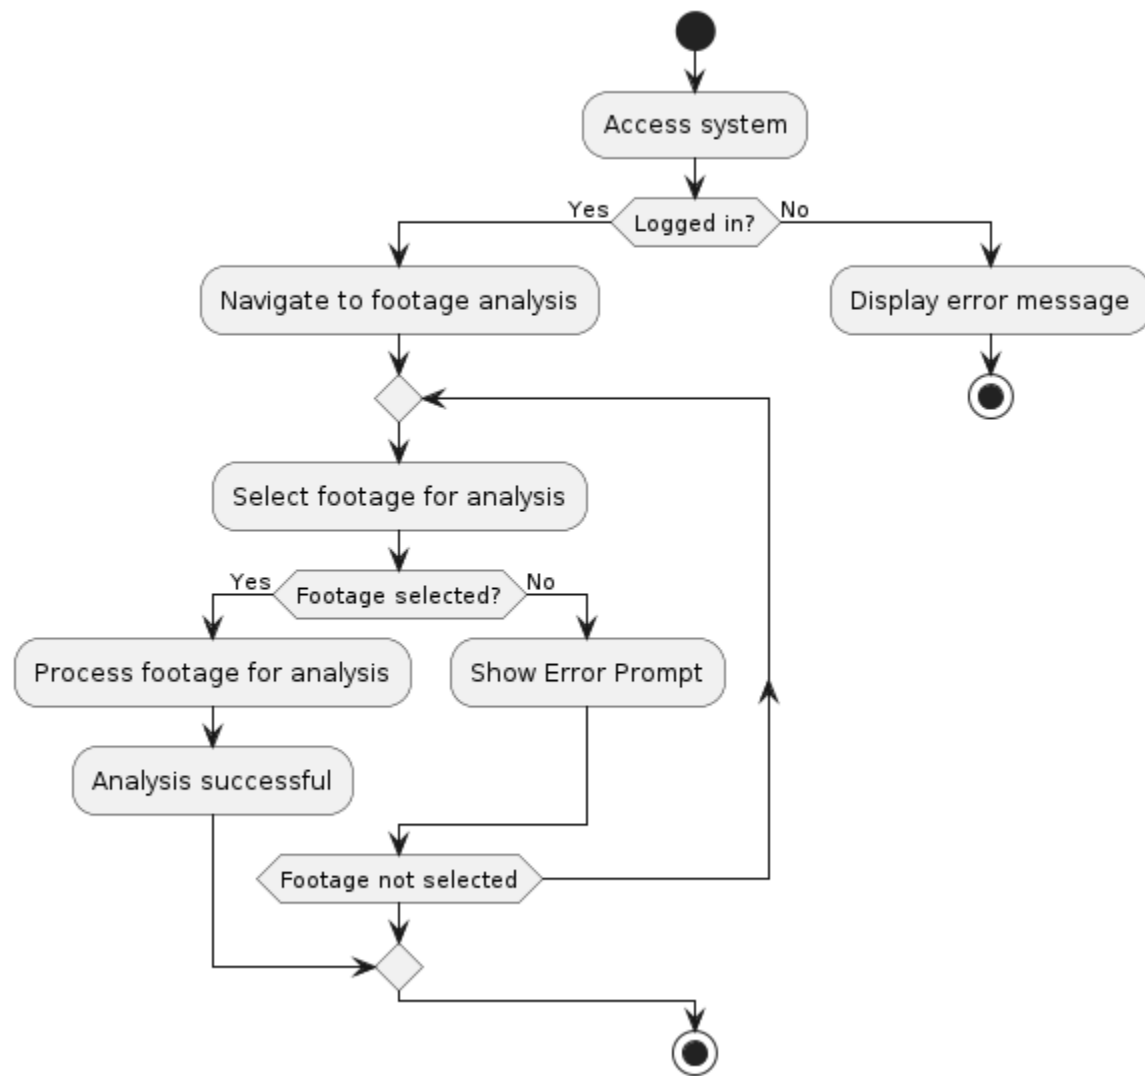 Access system
Yes
Logged in?
No
Navigate to footage analysis
Display error message
Select footage for analysis
Yes
Footage selected?
No
Process footage for analysis
Show Error Prompt
Analysis successful
Footage not selected